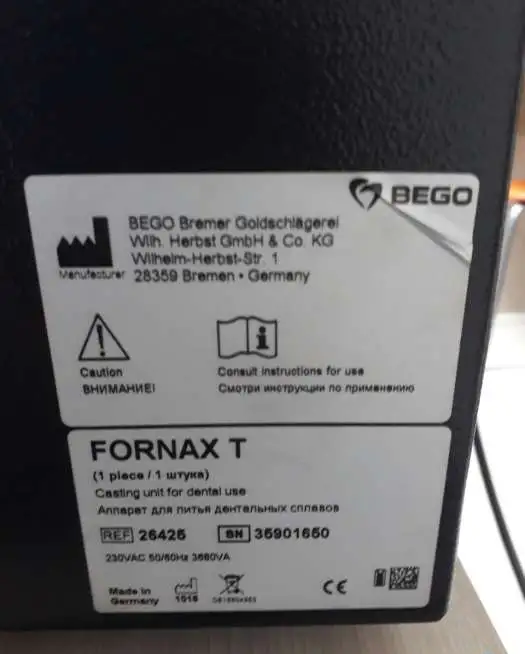 BEGO
BEGO Bremer Goldschlägerei
Wilh. Herbst GmbH & Co. KG
Wilhelm-Herbst-Str. 1
28359 Bremen • Germany
Manufacturer
Caution
ВНИМАНИЕ!
Consult instructions for use
Смотри инструкции по применению
FORNAX T
(1 piece / 1 штука)
Casting unit for dental use
Аппарат для литья дентальных сплавов
REF 26425 SN 35901650
230VAC 50/60Hz 3680VA
Made in
Germany
1016
CE